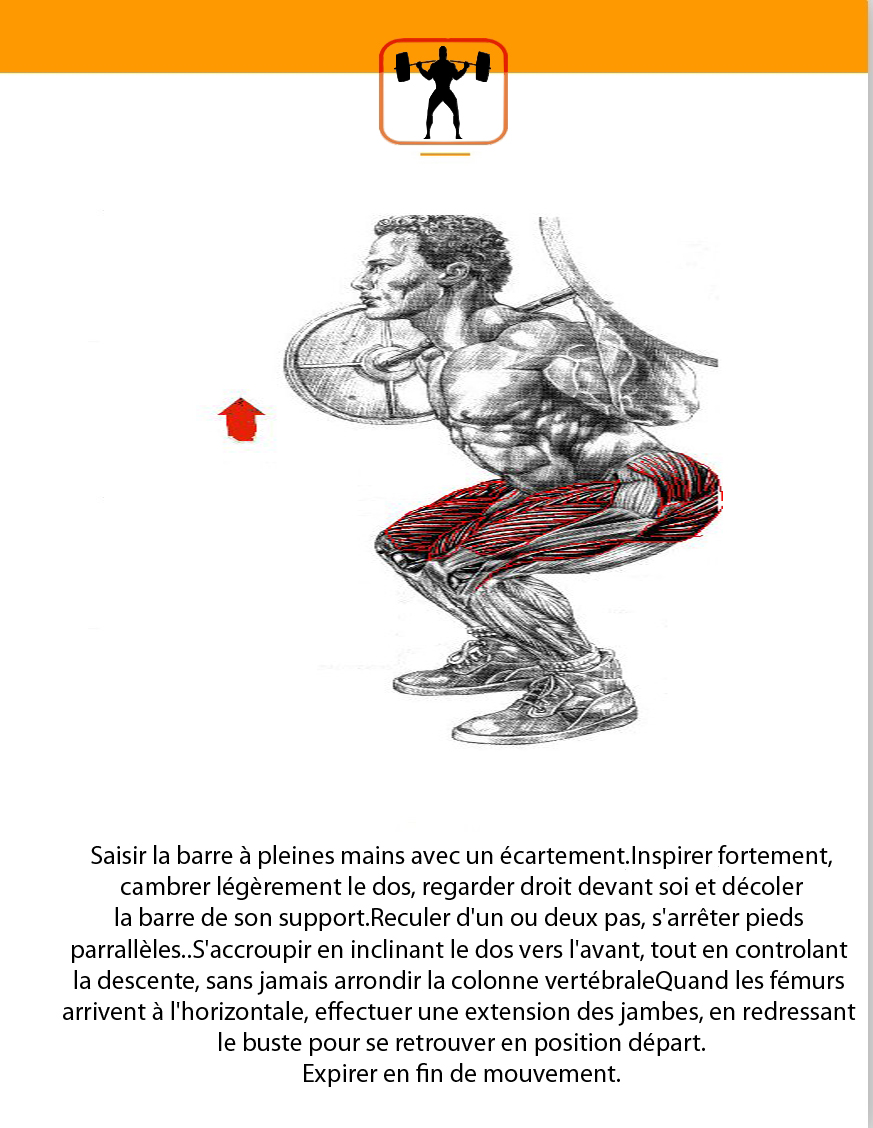 Saisir la barre à pleines mains avec un écartement.Inspirer fortement,
cambrer légèrement le dos, regarder droit devant soi et décoler
la barre de son support.Reculer d'un ou deux pas, s'arrêter pieds
parrallèles..S'accroupir en inclinant le dos vers l'avant, tout en controlant
la descente, sans jamais arrondir la colonne vertébraleQuand les fémurs
arrivent à l'horizontale, effectuer une extension des jambes, en redressant
le buste pour se retrouver en position départ.
Expirer en fin de mouvement.